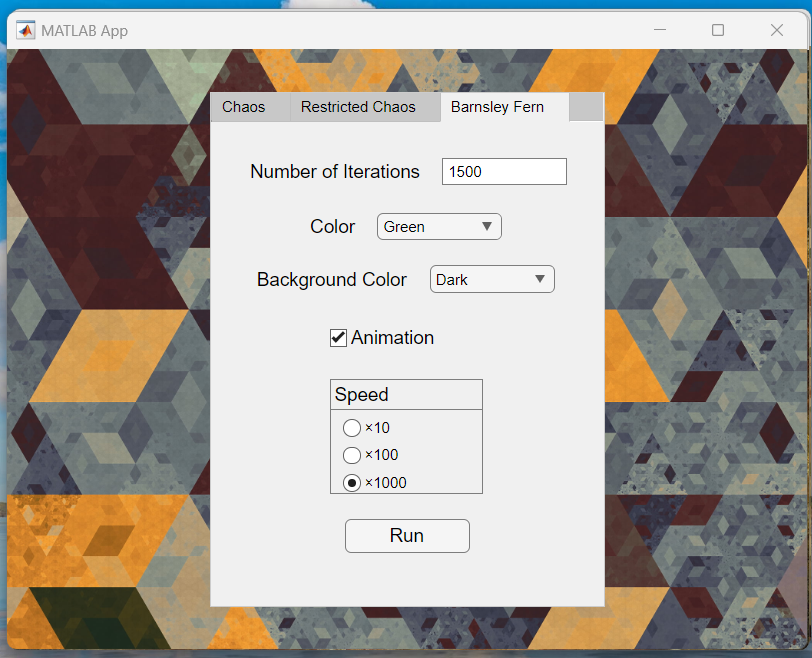 MATLAB App
Chaos Restricted Chaos Barnsley Fern
Number of Iterations 1500
Color Green
Background Color Dark
Animation
Speed
×10
×100
×1000
Run